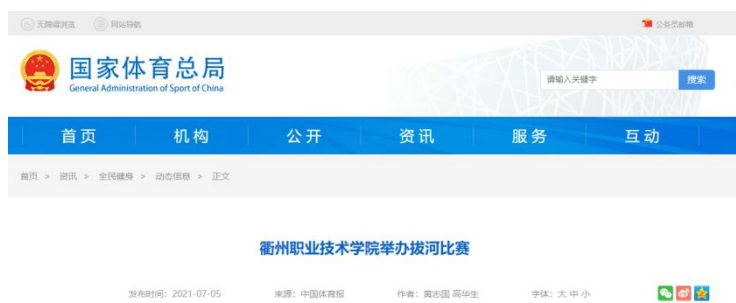 无障碍浏览 网站导航 公务员邮箱
国家体育总局
General Administration of Sport of China
请输入关键字 搜索
首页 机构 公开 资讯 服务 互动
首页 > 资讯 > 全民健身 > 动态信息 > 正文
衢州职业技术学院举办拔河比赛
发布时间：2021-07-05 来源：中国体育报 作者：黄志国 高华生 字体：大 中 小